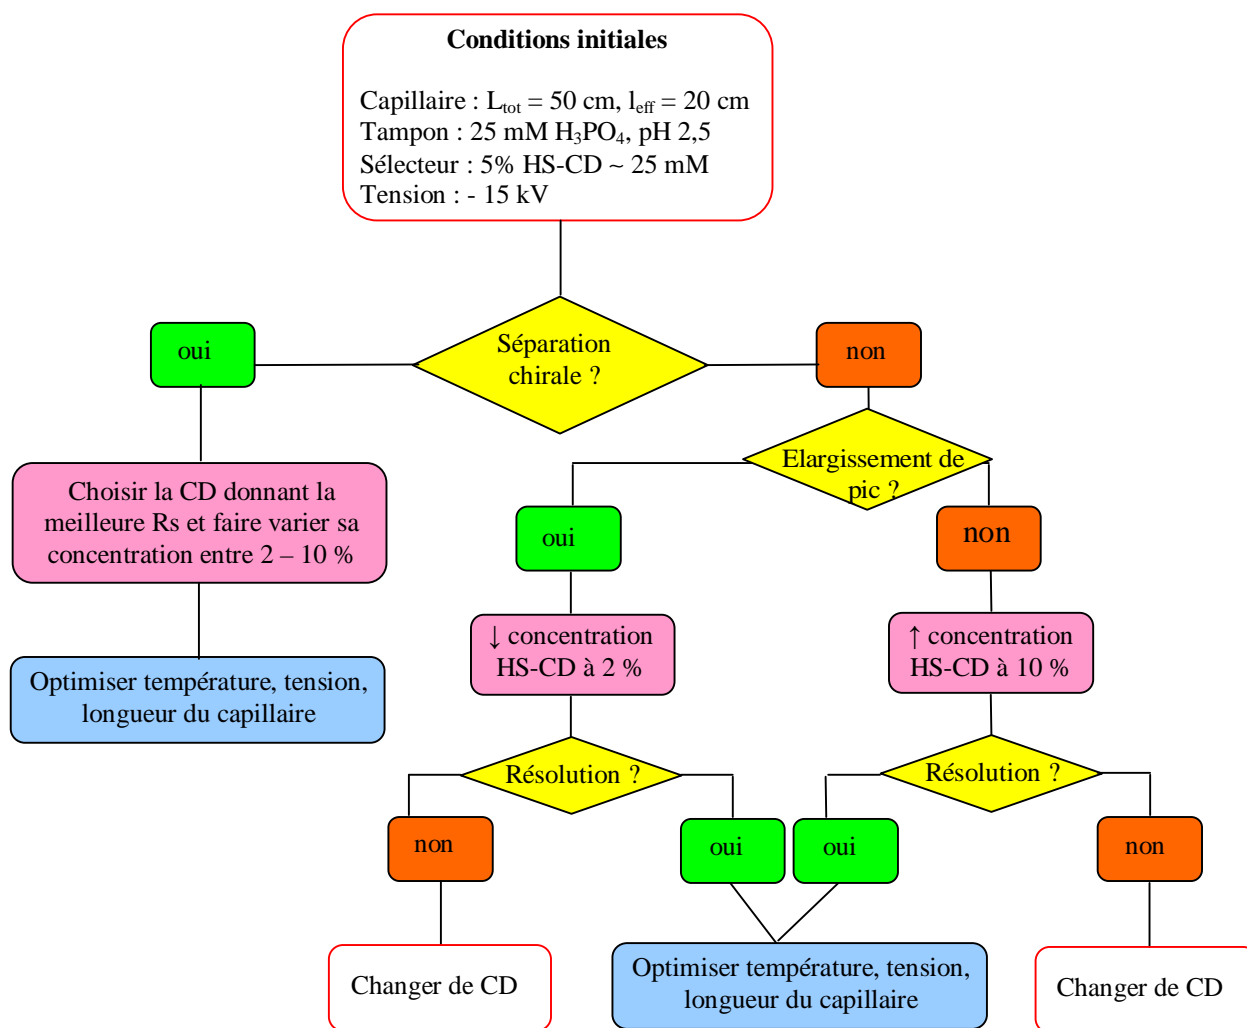 Conditions initiales
Capillaire : Ltot = 50 cm, leff = 20 cm
Tampon : 25 mM H3PO4, pH 2,5
Sélecteur : 5% HS-CD ~ 25 mM
Tension : - 15 kV
Séparation
chirale ?
oui
non
Choisir la CD donnant la
meilleure Rs et faire varier sa
concentration entre 2 – 10 %
Optimiser température, tension,
longueur du capillaire
Elargissement de
pic ?
oui
non
↓ concentration
HS-CD à 2 %
↑ concentration
HS-CD à 10 %
Résolution ?
Résolution ?
non
oui
oui
non
Changer de CD
Optimiser température, tension,
longueur du capillaire
Changer de CD